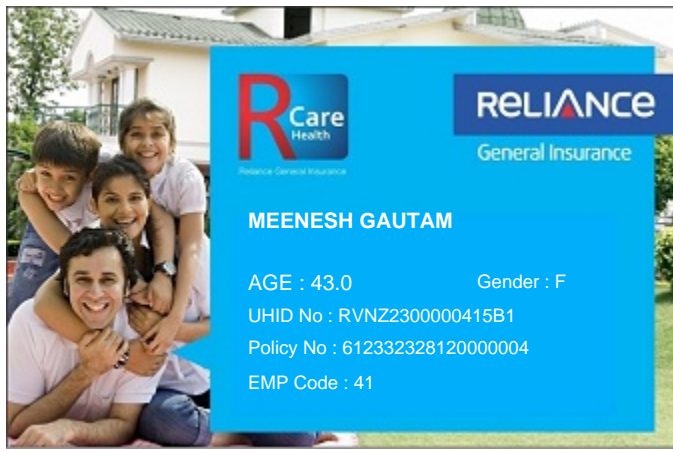 R Care
Health
Reliance General Insurance
RELIANCE
General Insurance
MEENESH GAUTAM
AGE : 43.0 Gender : F
UHID No : RVNZ2300000415B1
Policy No : 612332328120000004
EMP Code : 41